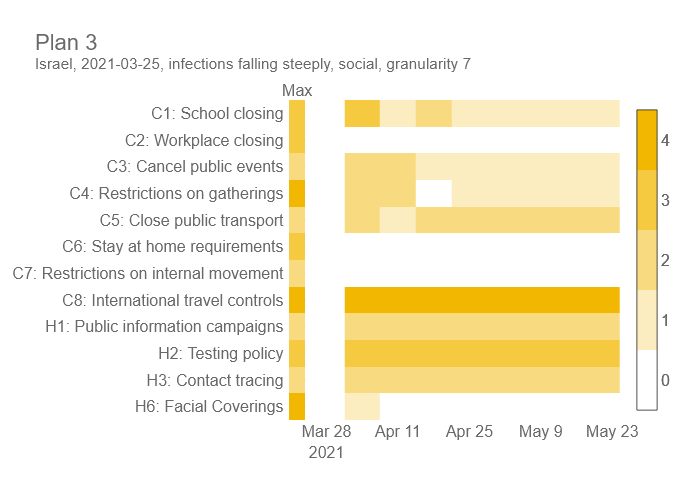 Plan 3
Israel, 2021-03-25, infections falling steeply, social, granularity 7
Max
C1: School closing
C2: Workplace closing
C3: Cancel public events
C4: Restrictions on gatherings
C5: Close public transport
C6: Stay at home requirements
C7: Restrictions on internal movement
C8: International travel controls
H1: Public information campaigns
H2: Testing policy
H3: Contact tracing
H6: Facial Coverings
4
3
2
1
0
Mar 28 Apr 11 Apr 25 May 9 May 23
2021